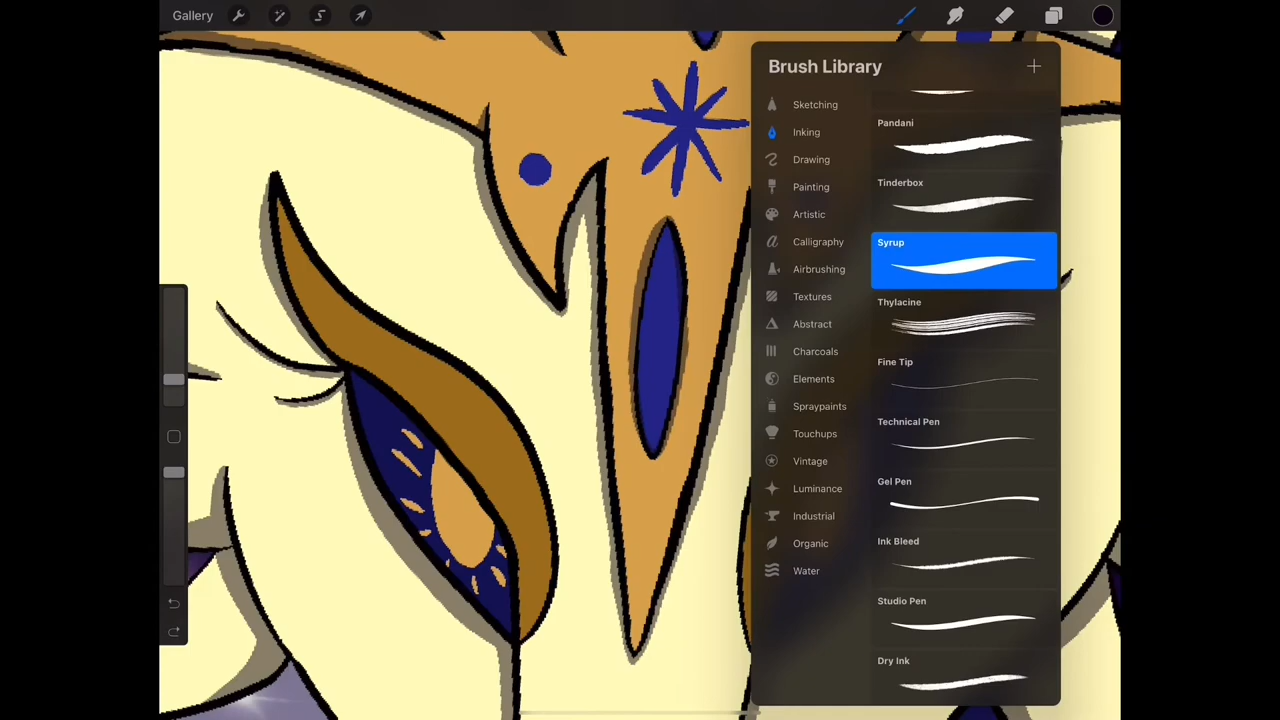 Gallery
Brush Library
Sketching
Inking
Drawing
Painting
Artistic
Calligraphy
Airbrushing
Textures
Abstract
Charcoals
Elements
Spraypaints
Touchups
Vintage
Luminance
Industrial
Organic
Water
Pandani
Tinderbox
Syrup
Thylacine
Fine Tip
Technical Pen
Gel Pen
Ink Bleed
Studio Pen
Dry Ink